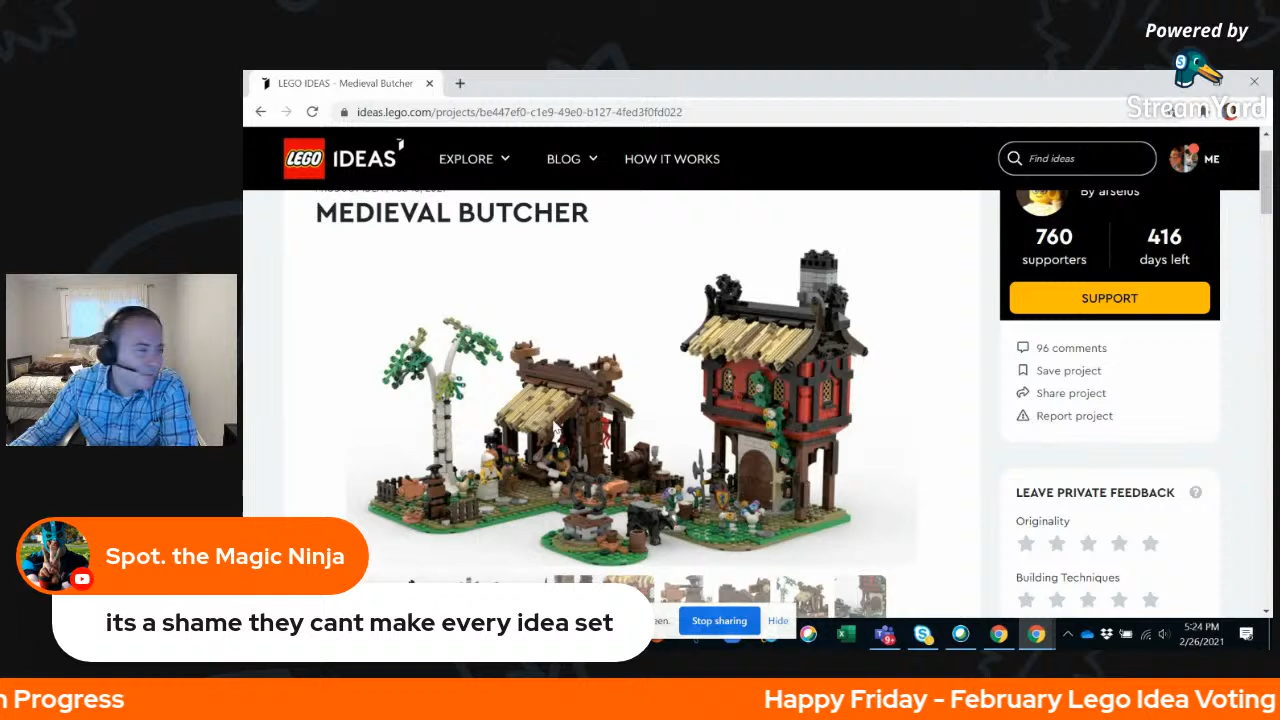 Powered by
StreamYard
LEGO IDEAS - Medieval Butcher
ideas.lego.com/projects/be447ef0-c1e9-49e0-b127-4fed3f0fd022
LEGO IDEAS
EXPLORE
BLOG
HOW IT WORKS
Find ideas
ME
MEDIEVAL BUTCHER
By arselus
760
416
supporters
days left
SUPPORT
96 comments
Save project
Share project
Report project
LEAVE PRIVATE FEEDBACK
Originality
Building Techniques
Spot. the Magic Ninja
its a shame they cant make every idea set
een.
Stop sharing
Hide
5:24 PM
2/26/2021
n Progress
Happy Friday - February Lego Idea Voting